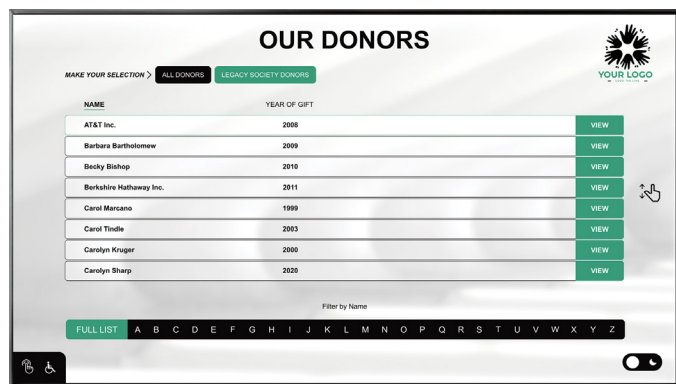 OUR DONORS
YOUR LOGO
MAKE YOUR SELECTION
ALL DONORS
LEGACY SOCIETY DONORS
NAME YEAR OF GIFT
AT&T Inc. 2008 VIEW
Barbara Bartholomew 2009 VIEW
Becky Bishop 2010 VIEW
Berkshire Hathaway Inc. 2011 VIEW
Carol Marcano 1999 VIEW
Carol Tindle 2003 VIEW
Carolyn Kruger 2000 VIEW
Carolyn Sharp 2020 VIEW
Filter by Name
FULL LIST A B C D E F G H I J K L M N O P Q R S T U V W X Y Z